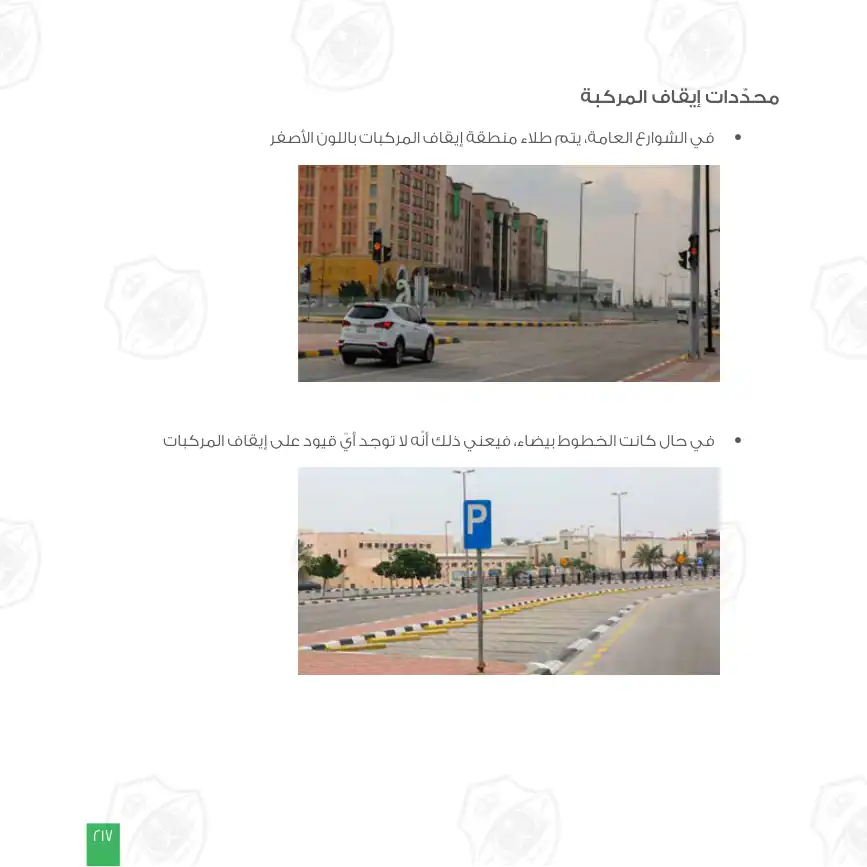 محدّدات إيقاف المركبة
• في الشوارع العامة، يتم طلاء منطقة إيقاف المركبات باللون الأصفر
• في حال كانت الخطوط بيضاء، فيعني ذلك أنّه لا توجد أيّ قيود على إيقاف المركبات
P
٢١٧